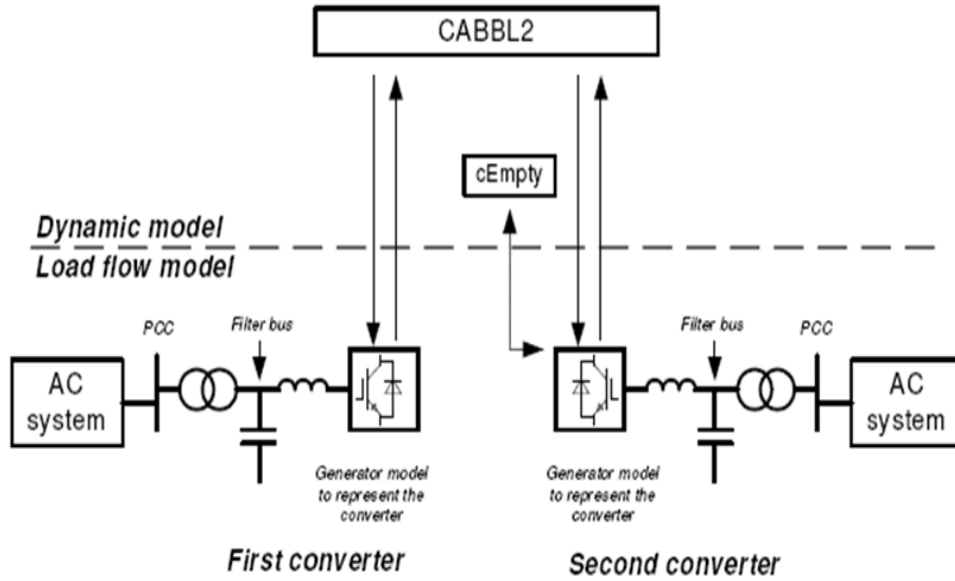 CABBL2
cEmpty
Dynamic model
Load flow model
PCC
Filter bus
Filter bus
PCC
AC
system
AC
system
Generator model
to represent the
converter
Generator model
to represent the
converter
First converter
Second converter